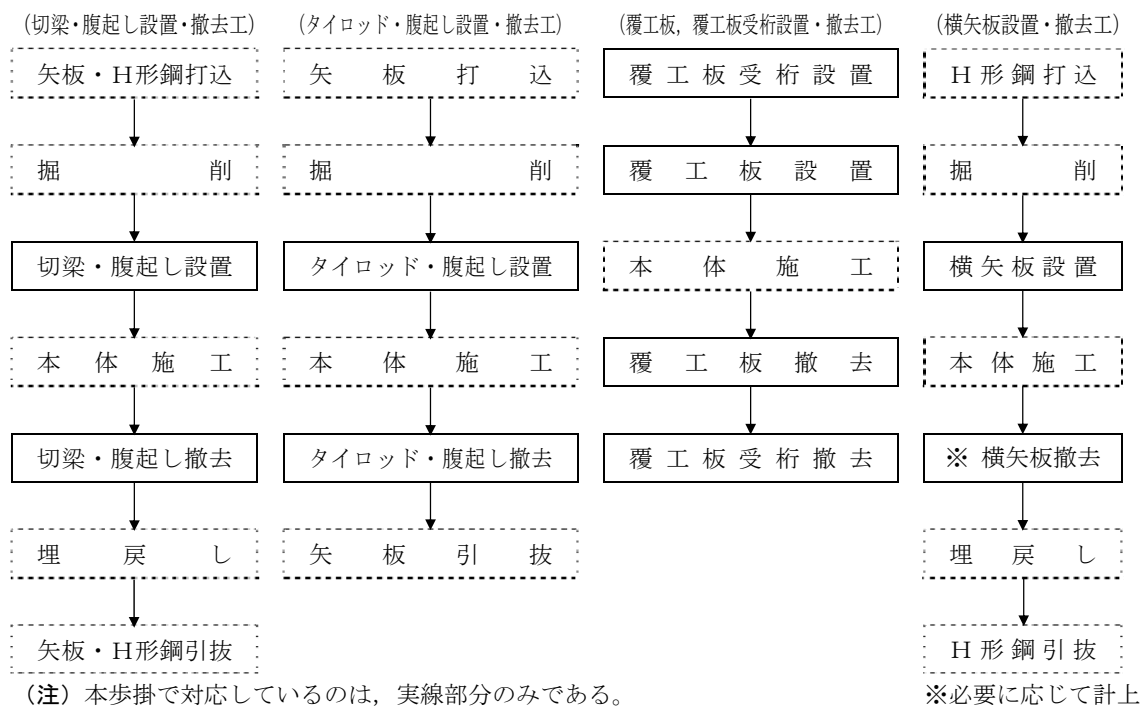 (切梁・腹起し設置・撤去工)
矢板・H形鋼打込
掘削
切梁・腹起し設置
本体施工
切梁・腹起し撤去
埋戻し
矢板・H形鋼引抜
(タイロッド・腹起し設置・撤去工)
矢板打込
掘削
タイロッド・腹起し設置
本体施工
タイロッド・腹起し撤去
矢板引抜
(覆工板，覆工板受桁設置・撤去工)
覆工板受桁設置
覆工板設置
本体施工
覆工板撤去
覆工板受桁撤去
(横矢板設置・撤去工)
H形鋼打込
掘削
横矢板設置
本体施工
※ 横矢板撤去
埋戻し
H形鋼引抜
(注) 本歩掛で対応しているのは，実線部分のみである。
※必要に応じて計上